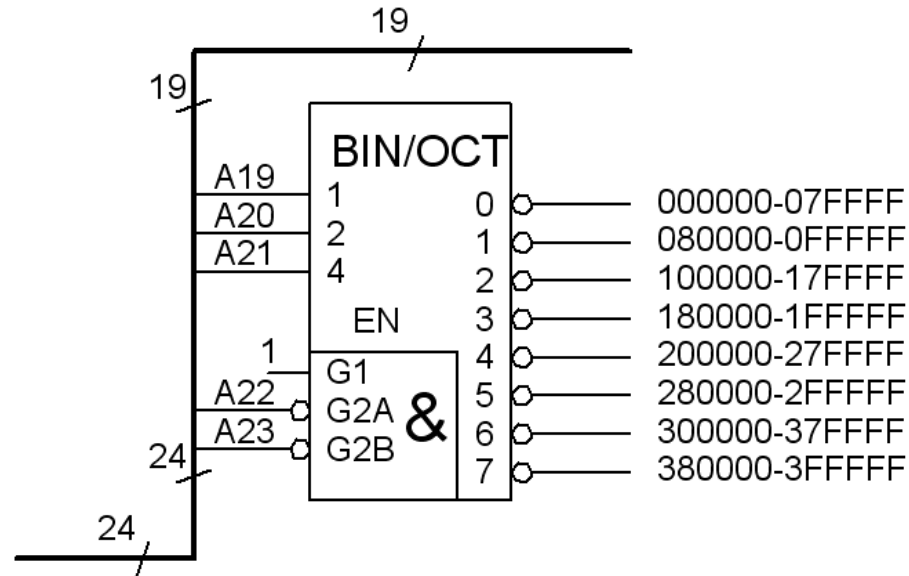 19
19
BIN/OCT
A19 1
A20 2
A21 4
EN
0 000000-07FFFF
1 080000-0FFFFF
2 100000-17FFFF
3 180000-1FFFFF
4 200000-27FFFF
5 280000-2FFFFF
6 300000-37FFFF
7 380000-3FFFFF
1 G1
A22 G2A
A23 G2B
&
24
24